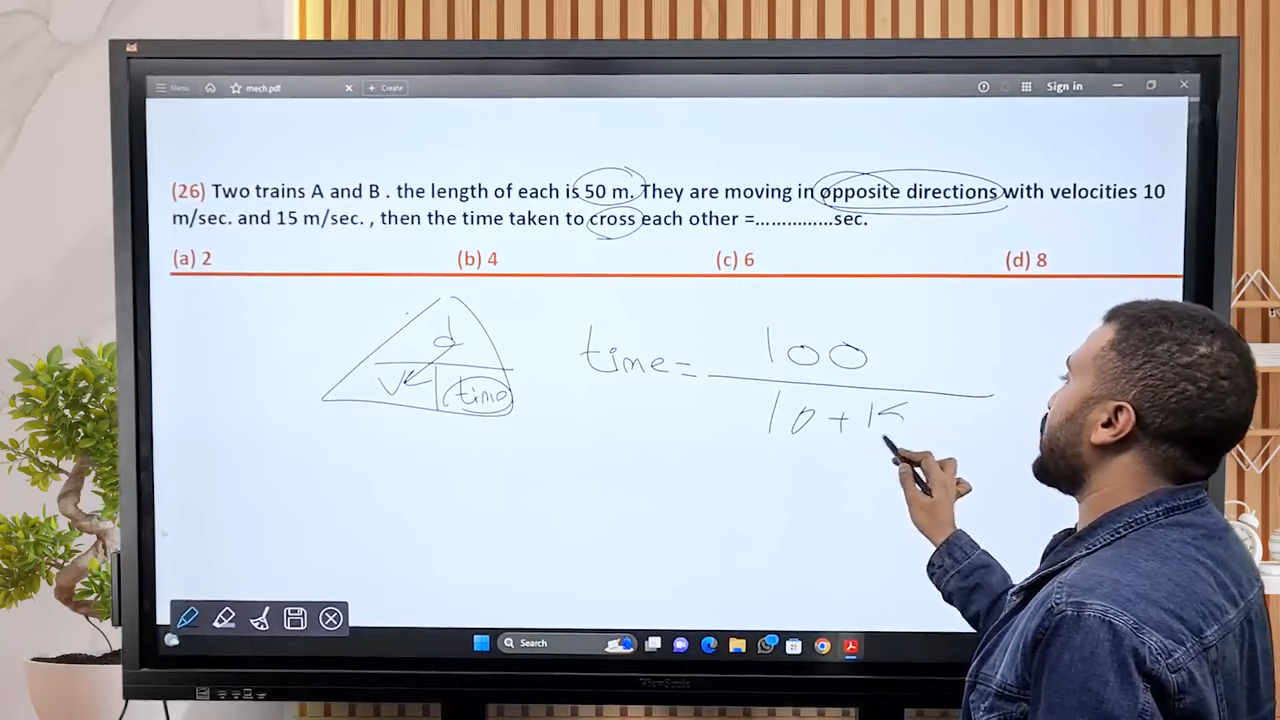 Menu
mech.pdf
Create
Sign in
(26) Two trains A and B . the length of each is 50 m. They are moving in opposite directions with velocities 10
m/sec. and 15 m/sec. , then the time taken to cross each other =..............sec.
(a) 2 (b) 4 (c) 6 (d) 8
d
v time
time = 100
10 + 15
Search
ViewSonic